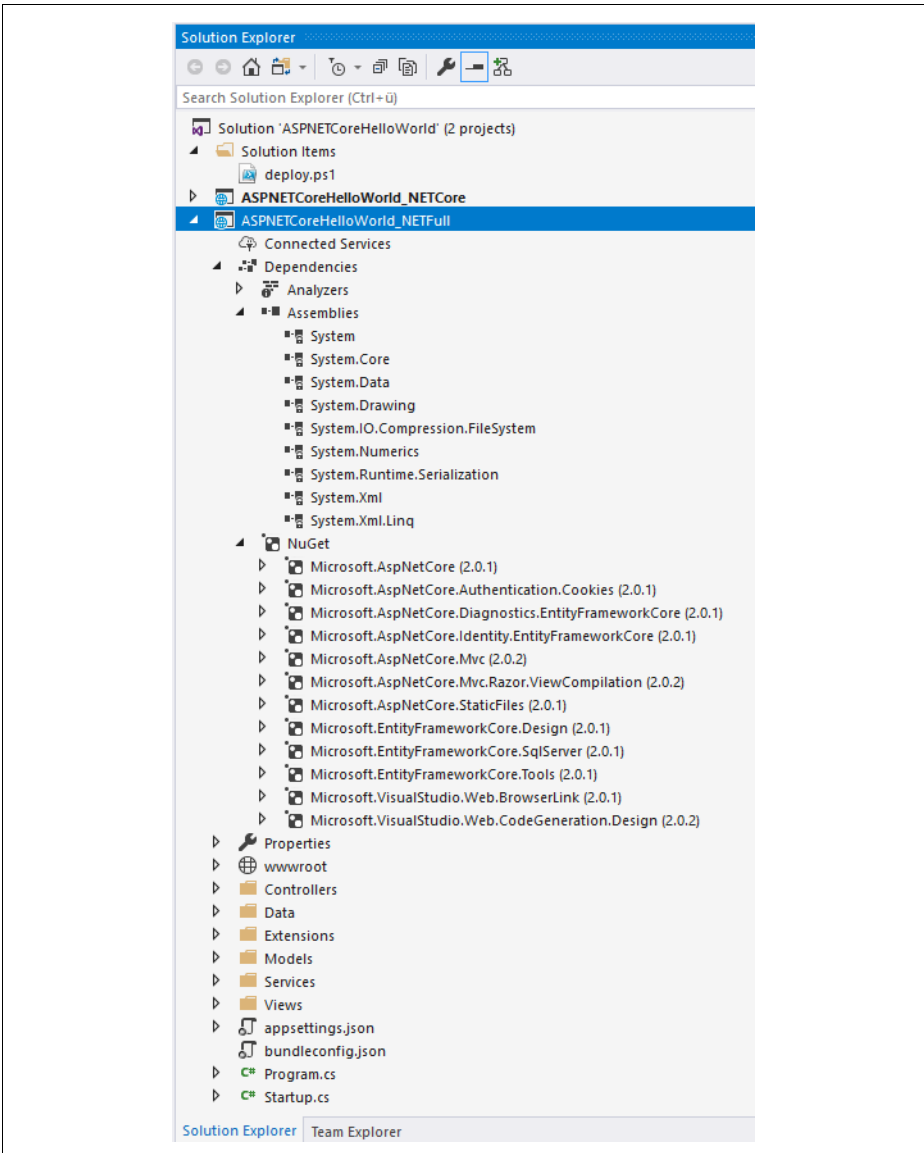 Solution Explorer
Search Solution Explorer (Ctrl+ü)
Solution 'ASPNETCoreHelloWorld' (2 projects)
Solution Items
deploy.ps1
ASPNETCoreHelloWorld_NETCore
ASPNETCoreHelloWorld_NETFull
Connected Services
Dependencies
Analyzers
Assemblies
System
System.Core
System.Data
System.Drawing
System.IO.Compression.FileSystem
System.Numerics
System.Runtime.Serialization
System.Xml
System.Xml.Linq
NuGet
Microsoft.AspNetCore (2.0.1)
Microsoft.AspNetCore.Authentication.Cookies (2.0.1)
Microsoft.AspNetCore.Diagnostics.EntityFrameworkCore (2.0.1)
Microsoft.AspNetCore.Identity.EntityFrameworkCore (2.0.1)
Microsoft.AspNetCore.Mvc (2.0.2)
Microsoft.AspNetCore.Mvc.Razor.ViewCompilation (2.0.2)
Microsoft.AspNetCore.StaticFiles (2.0.1)
Microsoft.EntityFrameworkCore.Design (2.0.1)
Microsoft.EntityFrameworkCore.SqlServer (2.0.1)
Microsoft.EntityFrameworkCore.Tools (2.0.1)
Microsoft.VisualStudio.Web.BrowserLink (2.0.1)
Microsoft.VisualStudio.Web.CodeGeneration.Design (2.0.2)
Properties
wwwroot
Controllers
Data
Extensions
Models
Services
Views
appsettings.json
bundleconfig.json
C# Program.cs
C# Startup.cs
Solution Explorer Team Explorer